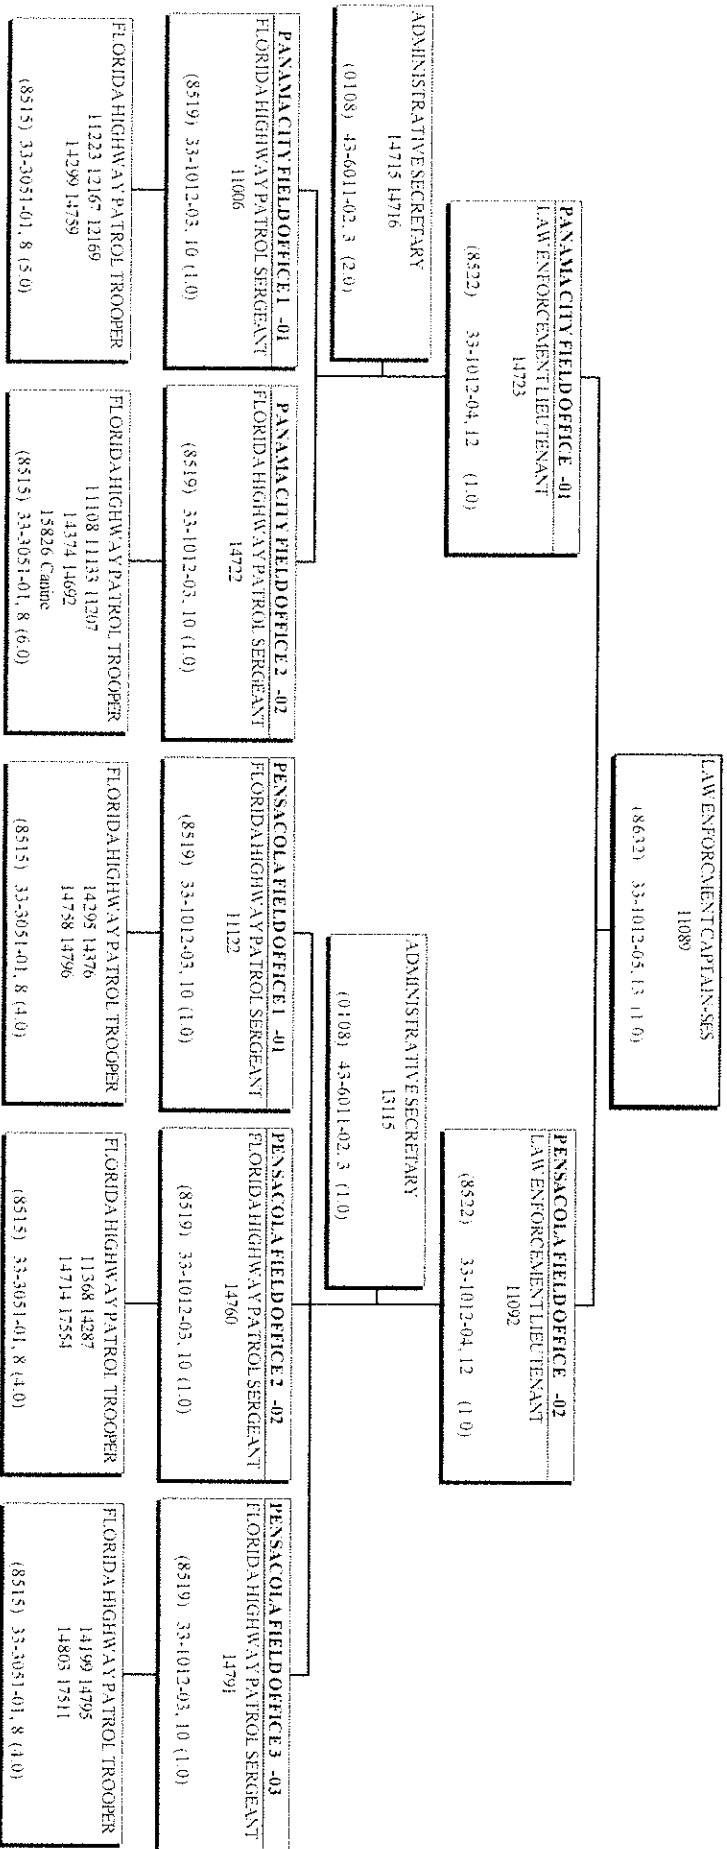 LAW ENFORCMENT CAPTAIN-SES
11089
(8632) 33-1012-05, 13 (1.0)
PANAMA CITY FIELD OFFICE -01
LAW ENFORCEMENT LIEUTENANT
14723
(8522) 33-1012-04, 12 (1.0)
PENSACOLA FIELD OFFICE -02
LAW ENFORCEMENT LIEUTENANT
11092
(8522) 33-1012-04, 12 (1.0)
ADMINISTRATIVE SECRETARY
14715 14716
(0108) 43-6011-02, 3 (2.0)
ADMINISTRATIVE SECRETARY
13115
(0108) 43-6011-02, 3 (1.0)
PANAMA CITY FIELD OFFICE 1 -01
FLORIDA HIGHWAY PATROL SERGEANT
11006
(8519) 33-1012-03, 10 (1.0)
PANAMA CITY FIELD OFFICE 2 -02
FLORIDA HIGHWAY PATROL SERGEANT
14722
(8519) 33-1012-03, 10 (1.0)
PENSACOLA FIELD OFFICE 1 -01
FLORIDA HIGHWAY PATROL SERGEANT
11122
(8519) 33-1012-03, 10 (1.0)
PENSACOLA FIELD OFFICE 2 -02
FLORIDA HIGHWAY PATROL SERGEANT
14760
(8519) 33-1012-03, 10 (1.0)
PENSACOLA FIELD OFFICE 3 -03
FLORIDA HIGHWAY PATROL SERGEANT
14791
(8519) 33-1012-03, 10 (1.0)
FLORIDA HIGHWAY PATROL TROOPER
11223 12167 12169
14299 14759
(8515) 33-3051-01, 8 (5.0)
FLORIDA HIGHWAY PATROL TROOPER
11108 11133 11207
14374 14692
15826 Canine
(8515) 33-3051-01, 8 (6.0)
FLORIDA HIGHWAY PATROL TROOPER
14295 14376
14758 14796
(8515) 33-3051-01, 8 (4.0)
FLORIDA HIGHWAY PATROL TROOPER
11368 14287
14714 17554
(8515) 33-3051-01, 8 (4.0)
FLORIDA HIGHWAY PATROL TROOPER
14199 14795
14803 17511
(8515) 33-3051-01, 8 (4.0)